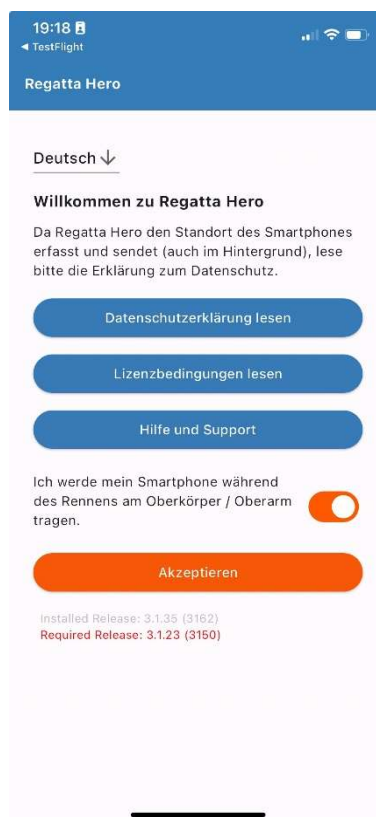 19:18
◀ TestFlight
Regatta Hero
Deutsch
Willkommen zu Regatta Hero
Da Regatta Hero den Standort des Smartphones
erfasst und sendet (auch im Hintergrund), lese
bitte die Erklärung zum Datenschutz.
Datenschutzerklärung lesen
Lizenzbedingungen lesen
Hilfe und Support
Ich werde mein Smartphone während
des Rennens am Oberkörper / Oberarm
tragen.
Akzeptieren
Installed Release: 3.1.35 (3162)
Required Release: 3.1.23 (3150)